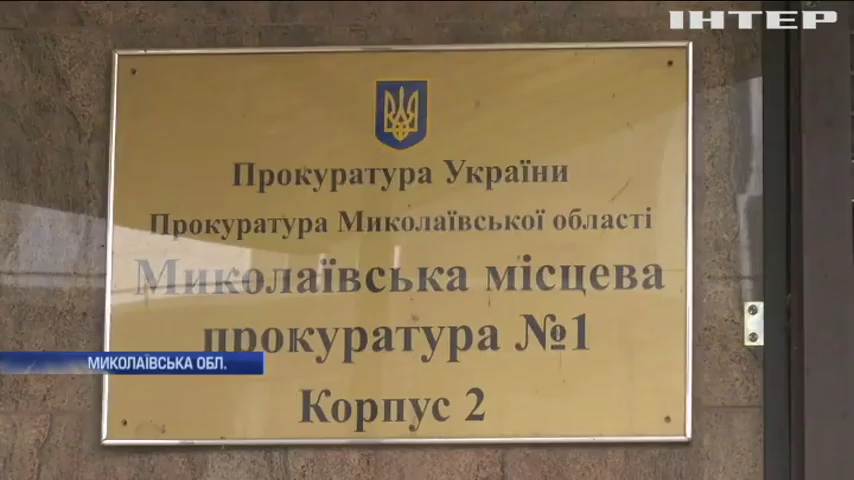 ІНТЕР
Прокуратура України
Прокуратура Миколаївської області
Миколаївська місцева
прокуратура №1
Корпус 2
МИКОЛАЇВСЬКА ОБЛ.